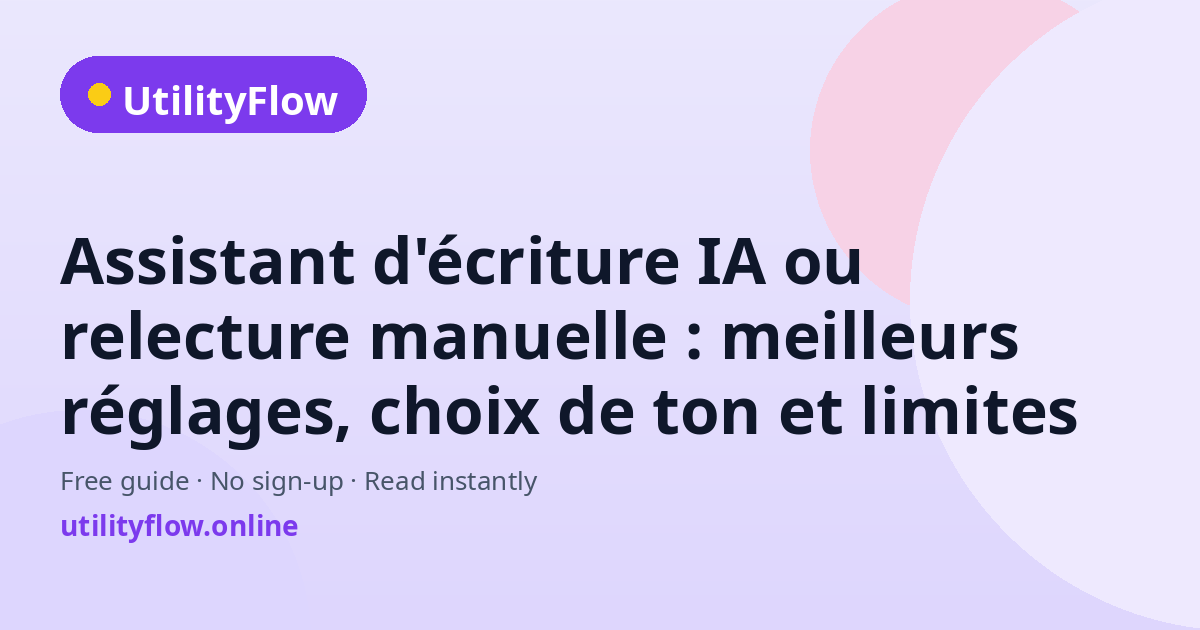 UtilityFlow
Assistant d'écriture IA ou
relecture manuelle : meilleurs
réglages, choix de ton et limites
Free guide · No sign-up · Read instantly
utilityflow.online